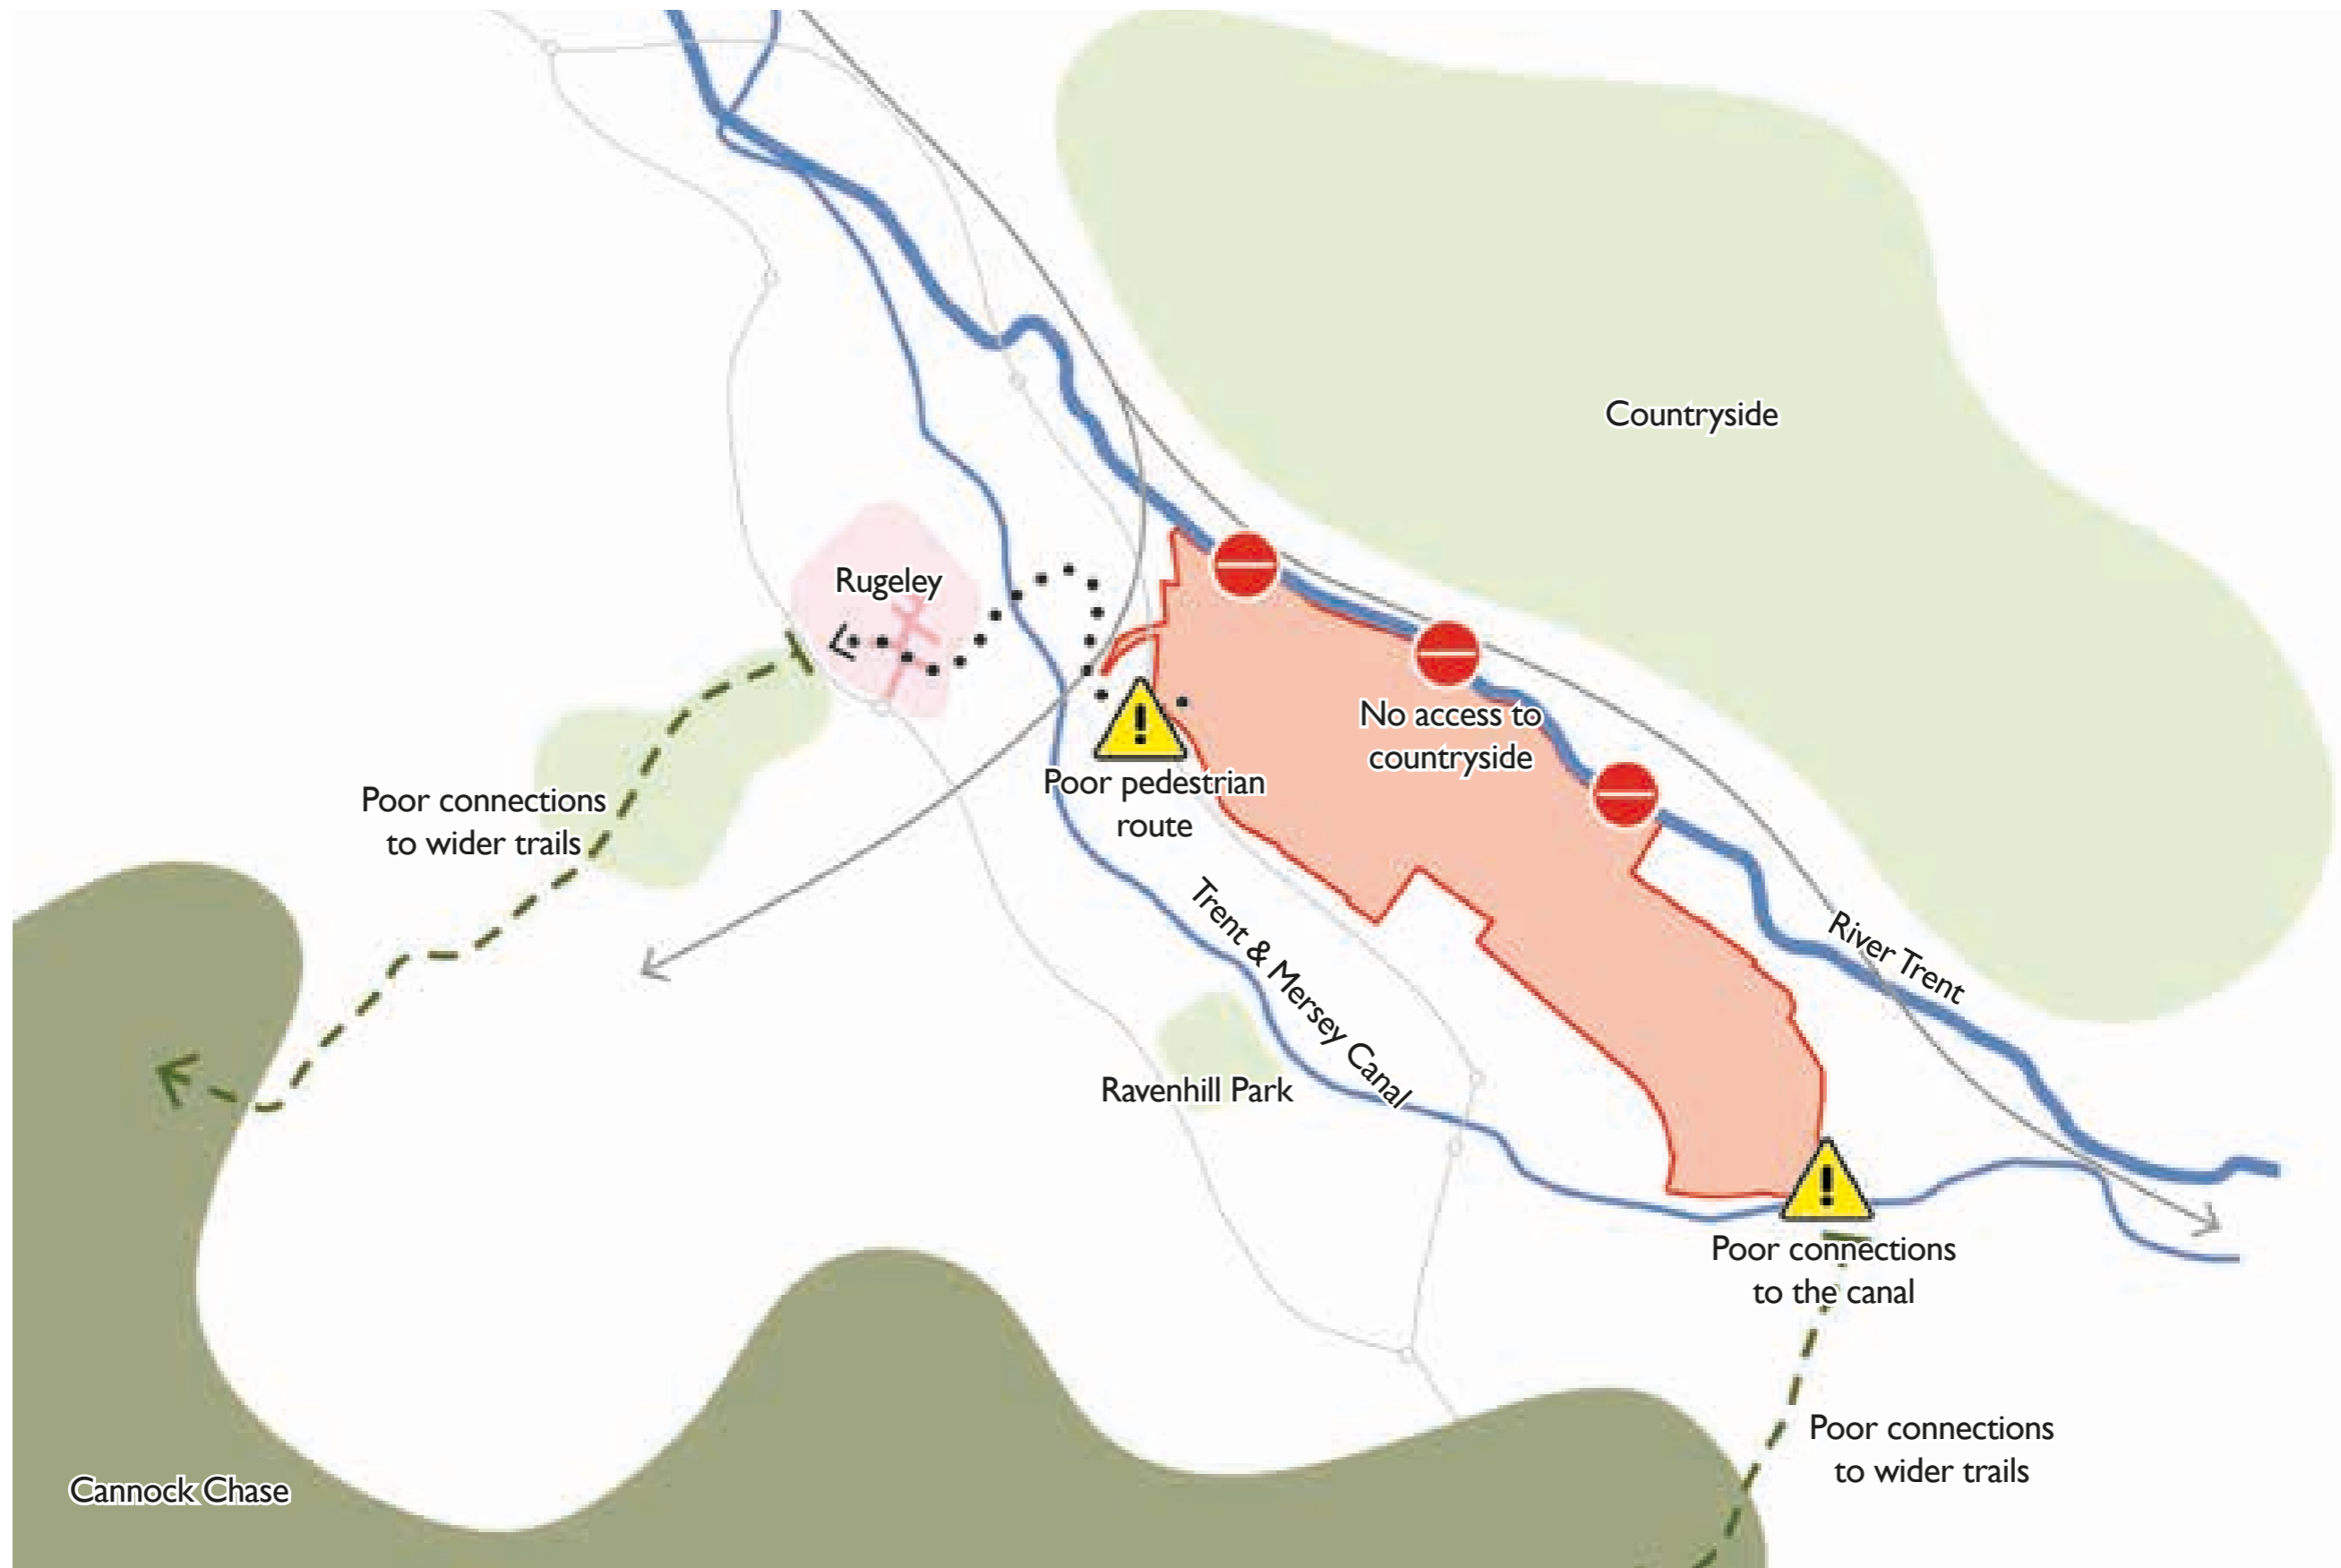 Countryside
Rugeley
No access to
countryside
Poor pedestrian
route
Poor connections
to wider trails
Trent & Mersey Canal
River Trent
Ravenhill Park
Poor connections
to the canal
Poor connections
to wider trails
Cannock Chase